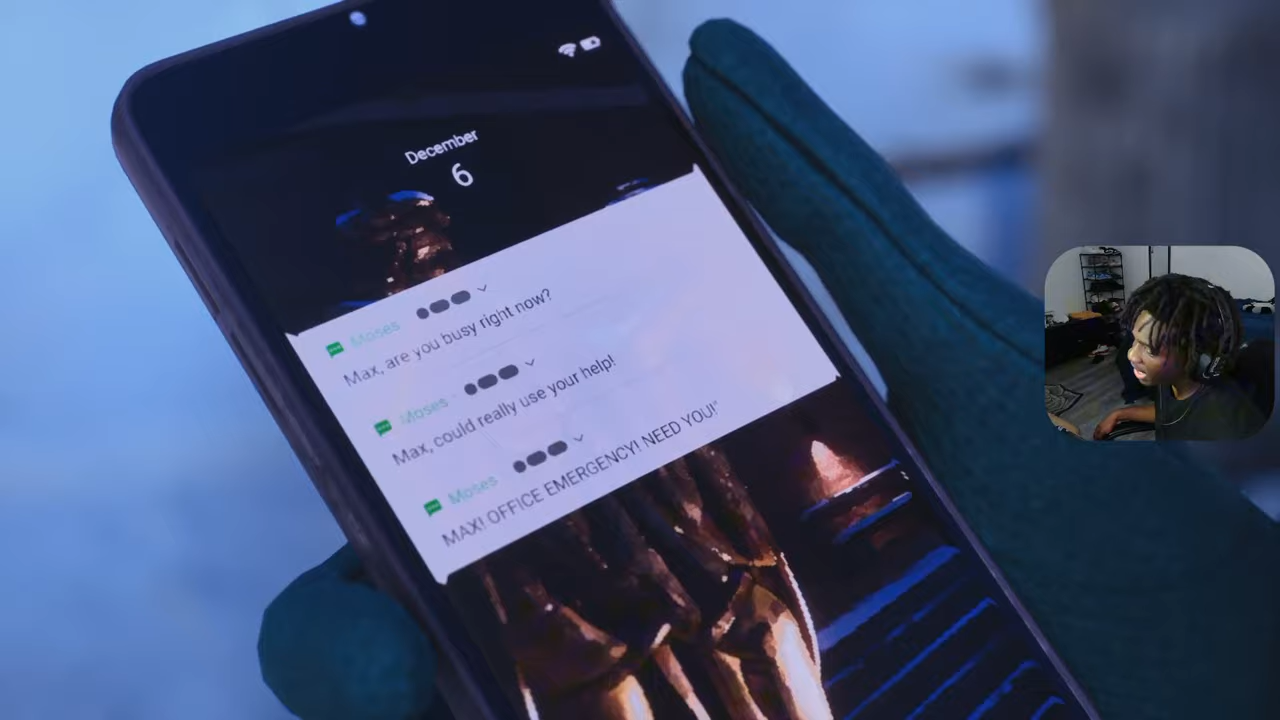 December
6
Moses
Max, are you busy right now?
Moses
Max, could really use your help!
Moses
MAX! OFFICE EMERGENCY! NEED YOU!"